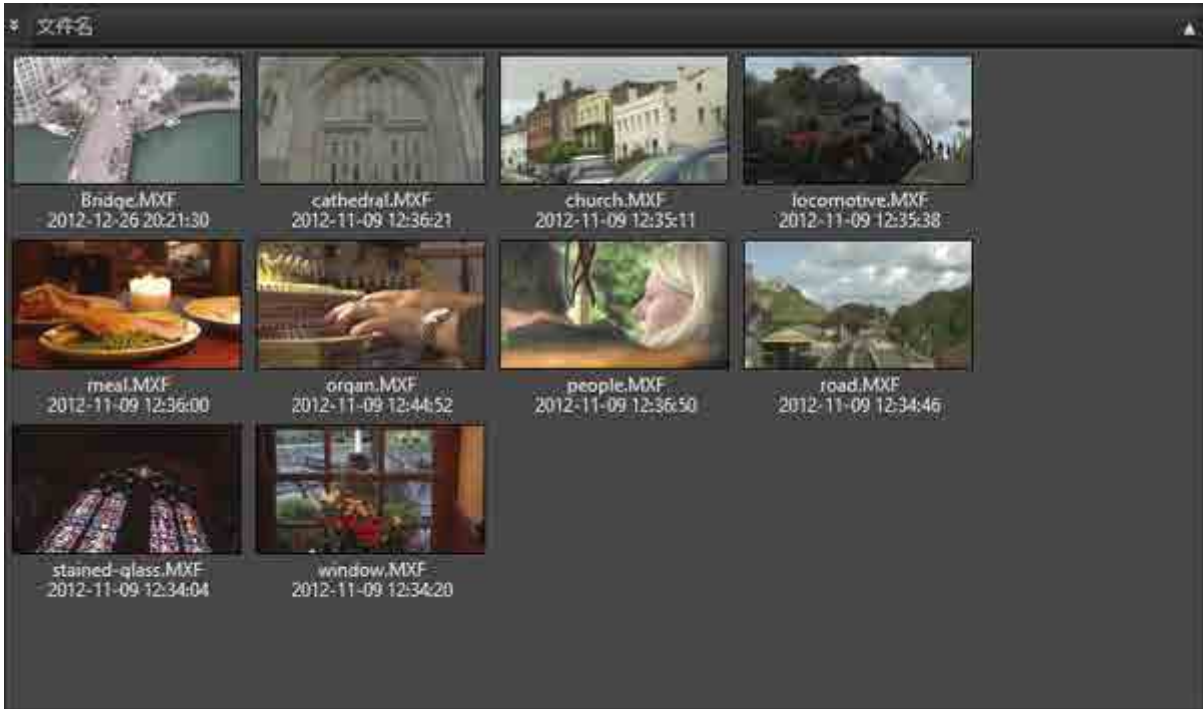 文件名
Bridge.MXF
2012-12-26 20:21:30
cathedral.MXF
2012-11-09 12:36:21
church.MXF
2012-11-09 12:35:11
locomotive.MXF
2012-11-09 12:35:38
meal.MXF
2012-11-09 12:36:00
organ.MXF
2012-11-09 12:44:52
people.MXF
2012-11-09 12:36:50
road.MXF
2012-11-09 12:34:46
stained-glass.MXF
2012-11-09 12:34:04
window.MXF
2012-11-09 12:34:20